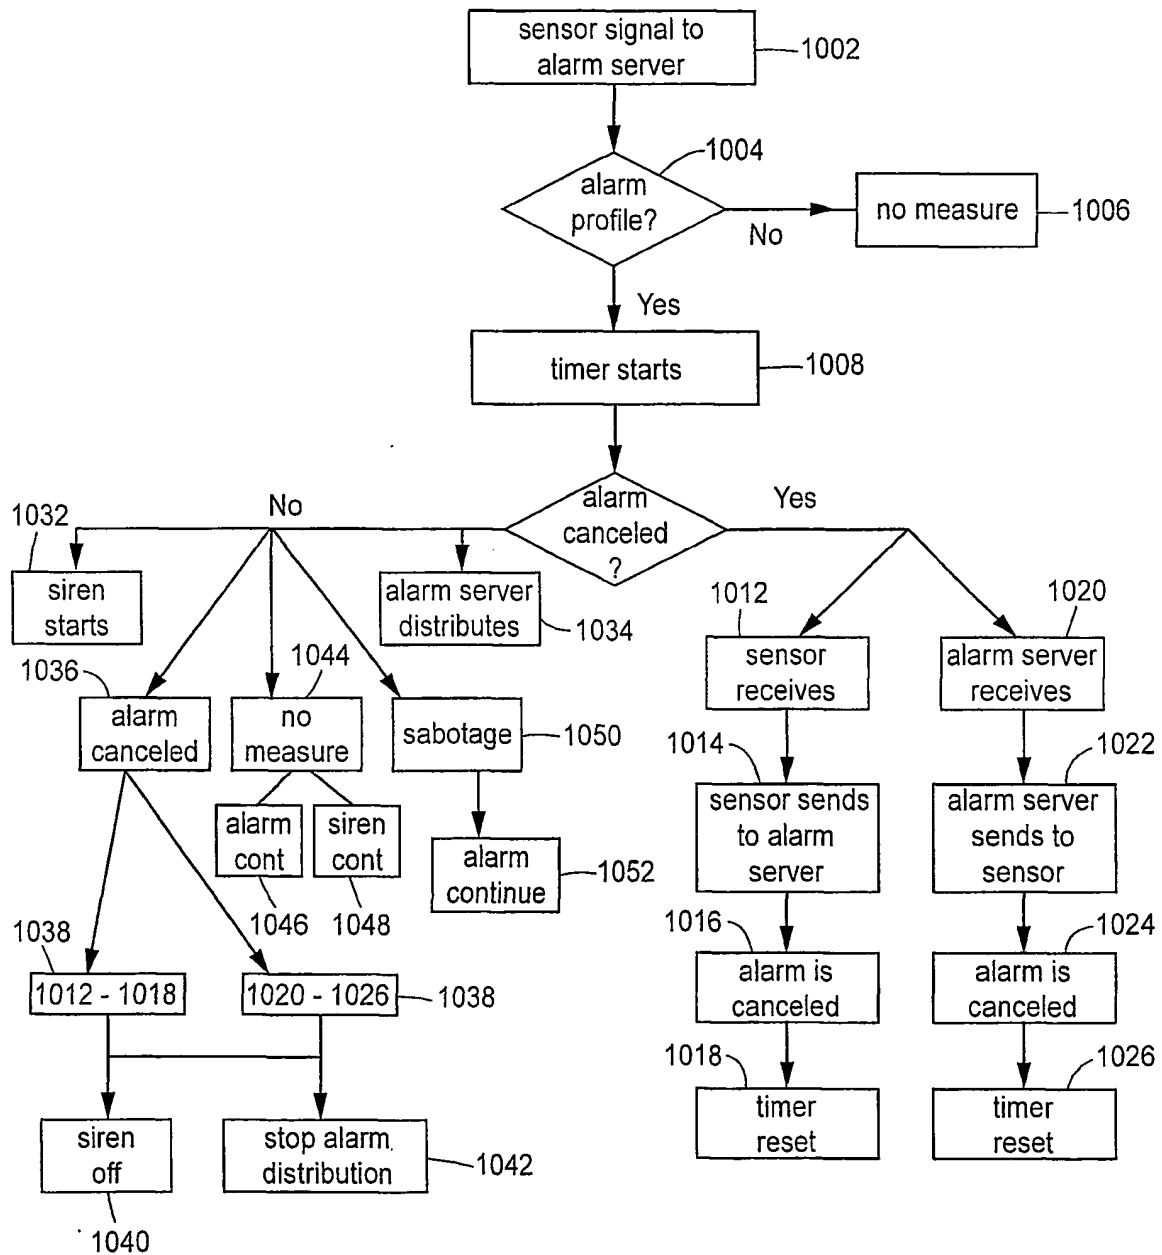 sensor signal to
alarm server
1002
1004
alarm
profile?
No
no measure
1006
Yes
timer starts
1008
alarm
canceled
?
No
Yes
1032
siren
starts
alarm server
distributes
1034
1012
sensor
receives
1020
alarm server
receives
1036
alarm
canceled
1044
no
measure
sabotage
1050
1014
sensor sends
to alarm
server
1022
alarm server
sends to
sensor
alarm
cont
1046
siren
cont
1048
alarm
continue
1052
1016
alarm is
canceled
1024
alarm is
canceled
1038
1012 - 1018
1020 - 1026
1038
1018
timer
reset
1026
timer
reset
siren
off
1040
stop alarm
distribution
1042